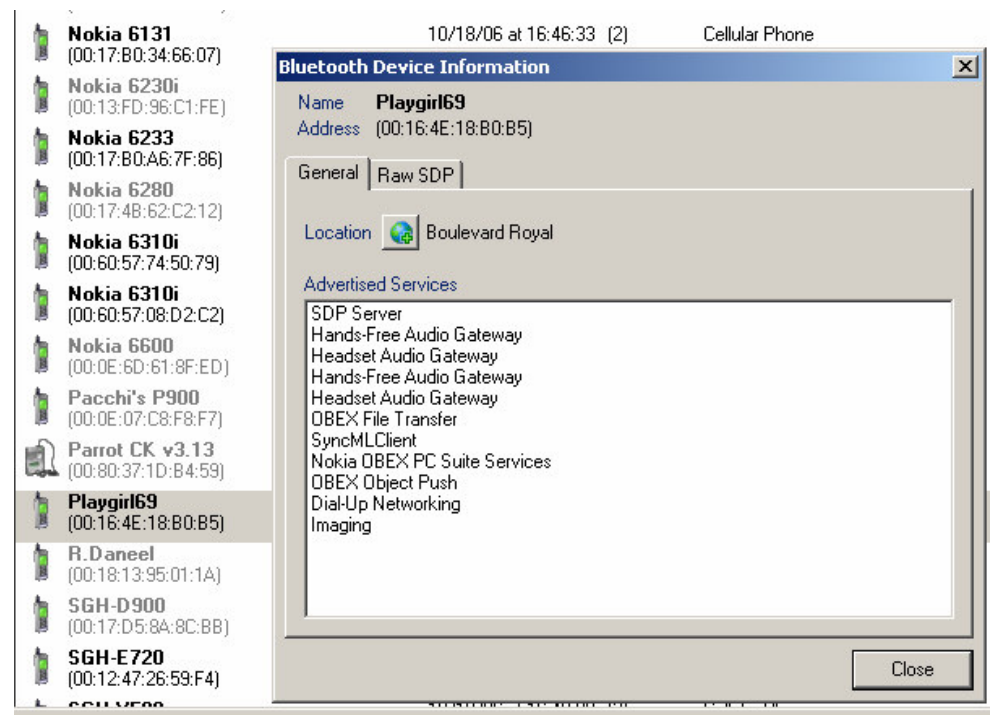 Nokia 6131 10/18/06 at 16:46:33 (2) Cellular Phone
(00:17:B0:34:66:07)
Nokia 6230i
(00:13:FD:96:C1:FE)
Nokia 6233
(00:17:B0:A6:7F:86)
Nokia 6280
(00:17:4B:62:C2:12)
Nokia 6310i
(00:60:57:74:50:79)
Nokia 6310i
(00:60:57:08:D2:C2)
Nokia 6600
(00:0E:6D:61:8F:ED)
Pacchi's P900
(00:0E:07:C8:F8:F7)
Parrot CK v3.13
(00:80:37:1D:B4:59)
Playgirl69
(00:16:4E:18:B0:B5)
R.Daneel
(00:18:13:95:01:1A)
SGH-D900
(00:17:D5:8A:8C:BB)
SGH-E720
(00:12:47:26:59:F4)
Bluetooth Device Information
Name Playgirl69
Address (00:16:4E:18:B0:B5)
General Raw SDP
Location Boulevard Royal
Advertised Services
SDP Server
Hands-Free Audio Gateway
Headset Audio Gateway
Hands-Free Audio Gateway
Headset Audio Gateway
OBEX File Transfer
SyncMLClient
Nokia OBEX PC Suite Services
OBEX Object Push
Dial-Up Networking
Imaging
Close